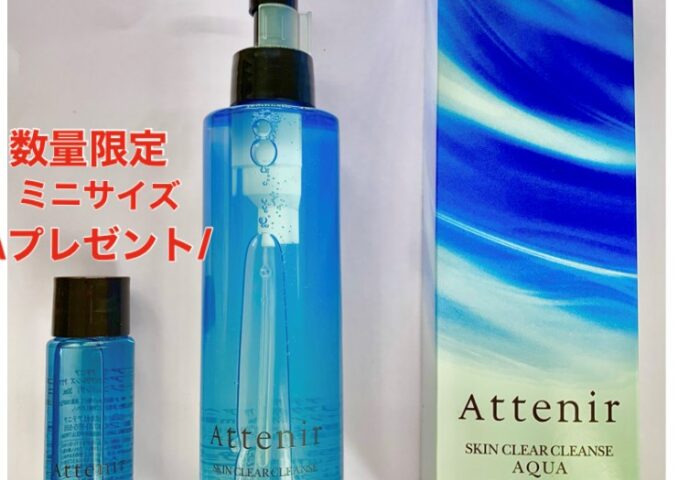 数量限定
ミニサイズ
\プレゼント/
Attenir
Attenir
SKIN CLEAR CLEANSE
Attenir
SKIN CLEAR CLEANSE
AQUA